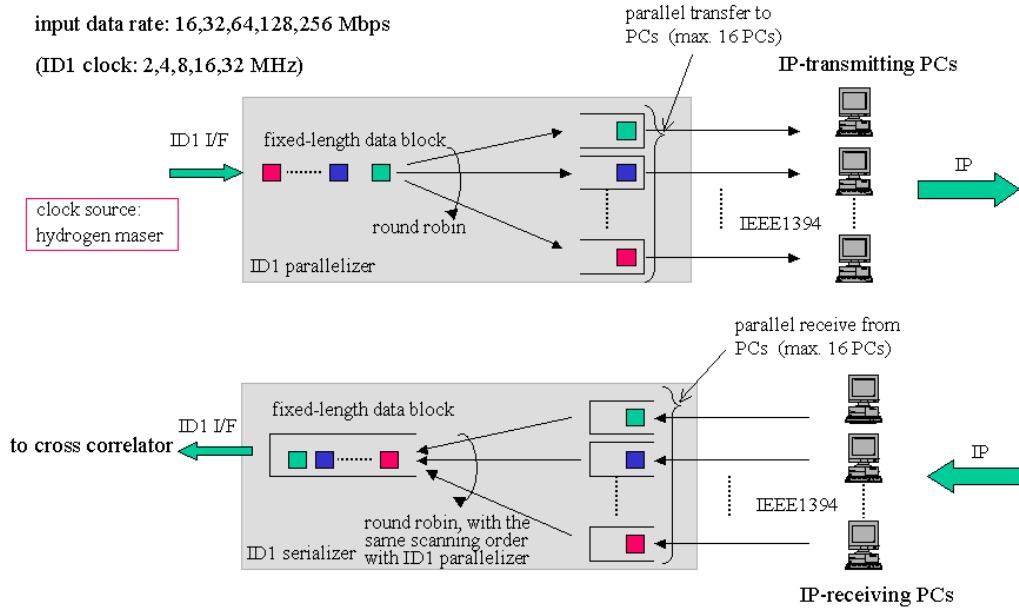 input data rate: 16,32,64,128,256 Mbps
(ID1 clock: 2,4,8,16,32 MHz)
parallel transfer to
PCs (max. 16 PCs)
IP-transmitting PCs
ID1 I/F
fixed-length data block
IP
clock source:
hydrogen maser
round robin
IEEE1394
ID1 parallelizer
parallel receive from
PCs (max. 16 PCs)
fixed-length data block
ID1 I/F
to cross correlator
IP
IEEE1394
round robin, with the
same scanning order
with ID1 parallelizer
ID1 serializer
IP-receiving PCs